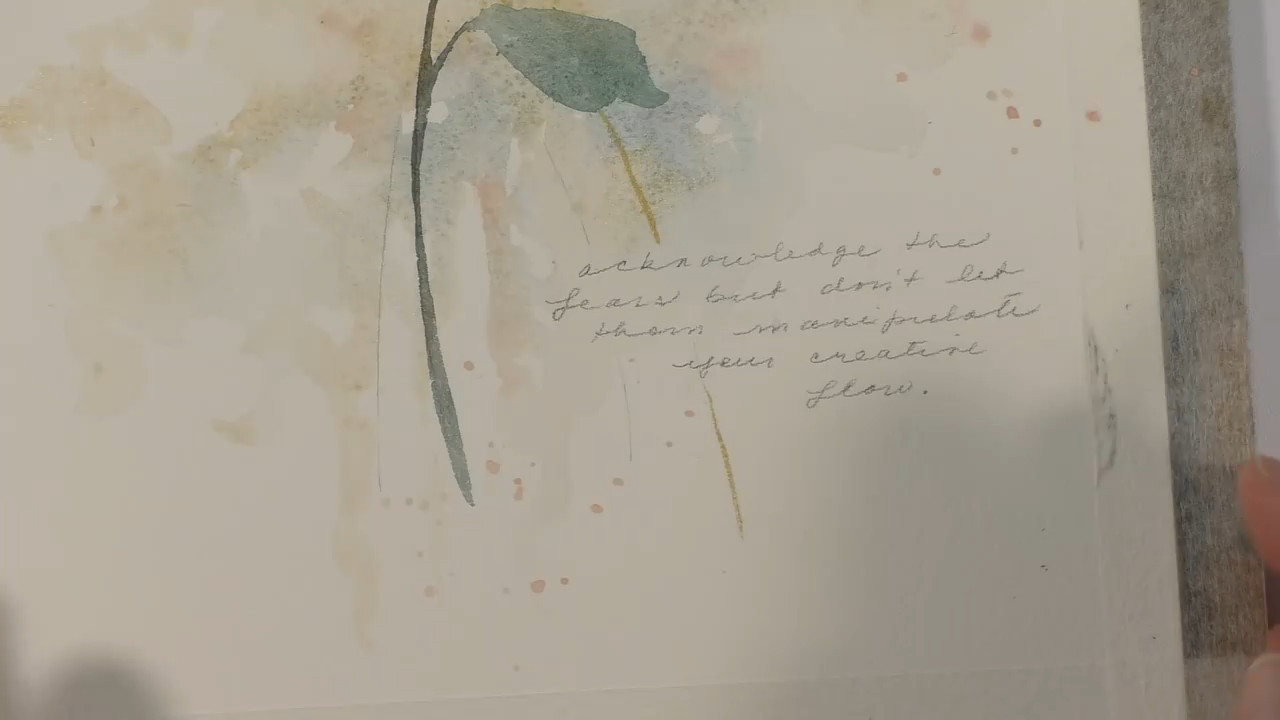 acknowledge the
fears but don't let
them manipulate
your creative
flow.